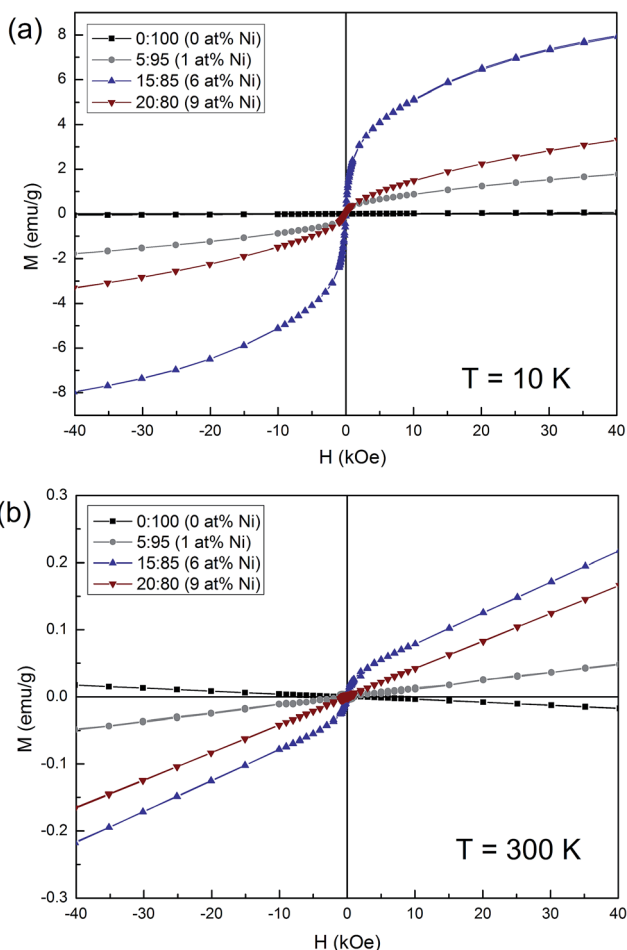 (a)
0:100 (0 at% Ni)
5:95 (1 at% Ni)
15:85 (6 at% Ni)
20:80 (9 at% Ni)
8
6
4
2
0
-2
-4
-6
-8
M (emu/g)
T = 10 K
-40 -30 -20 -10 0 10 20 30 40
H (kOe)
(b)
0:100 (0 at% Ni)
5:95 (1 at% Ni)
15:85 (6 at% Ni)
20:80 (9 at% Ni)
0.3
0.2
0.1
0.0
-0.1
-0.2
-0.3
M (emu/g)
T = 300 K
-40 -30 -20 -10 0 10 20 30 40
H (kOe)